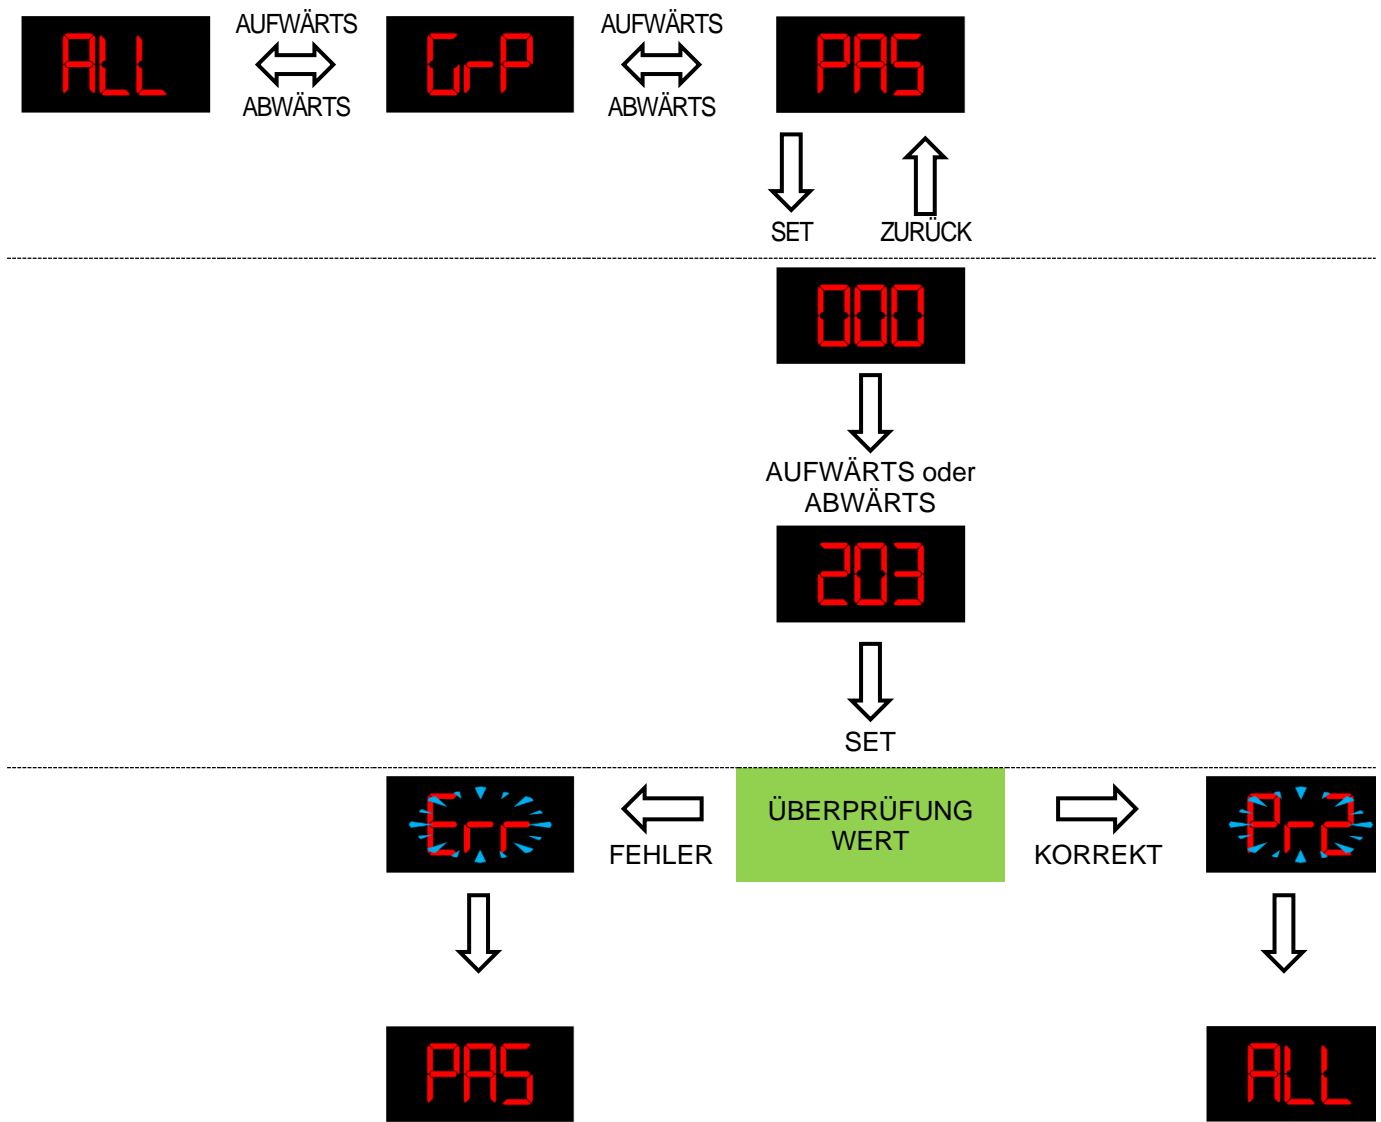 AUFWÄRTS AUFWÄRTS
ALL GrP PAS
ABWÄRTS ABWÄRTS
SET ZURÜCK
000
AUFWÄRTS oder
ABWÄRTS
203
SET
Err ÜBERPRÜFUNG Pr2
WERT
FEHLER KORREKT
PAS ALL